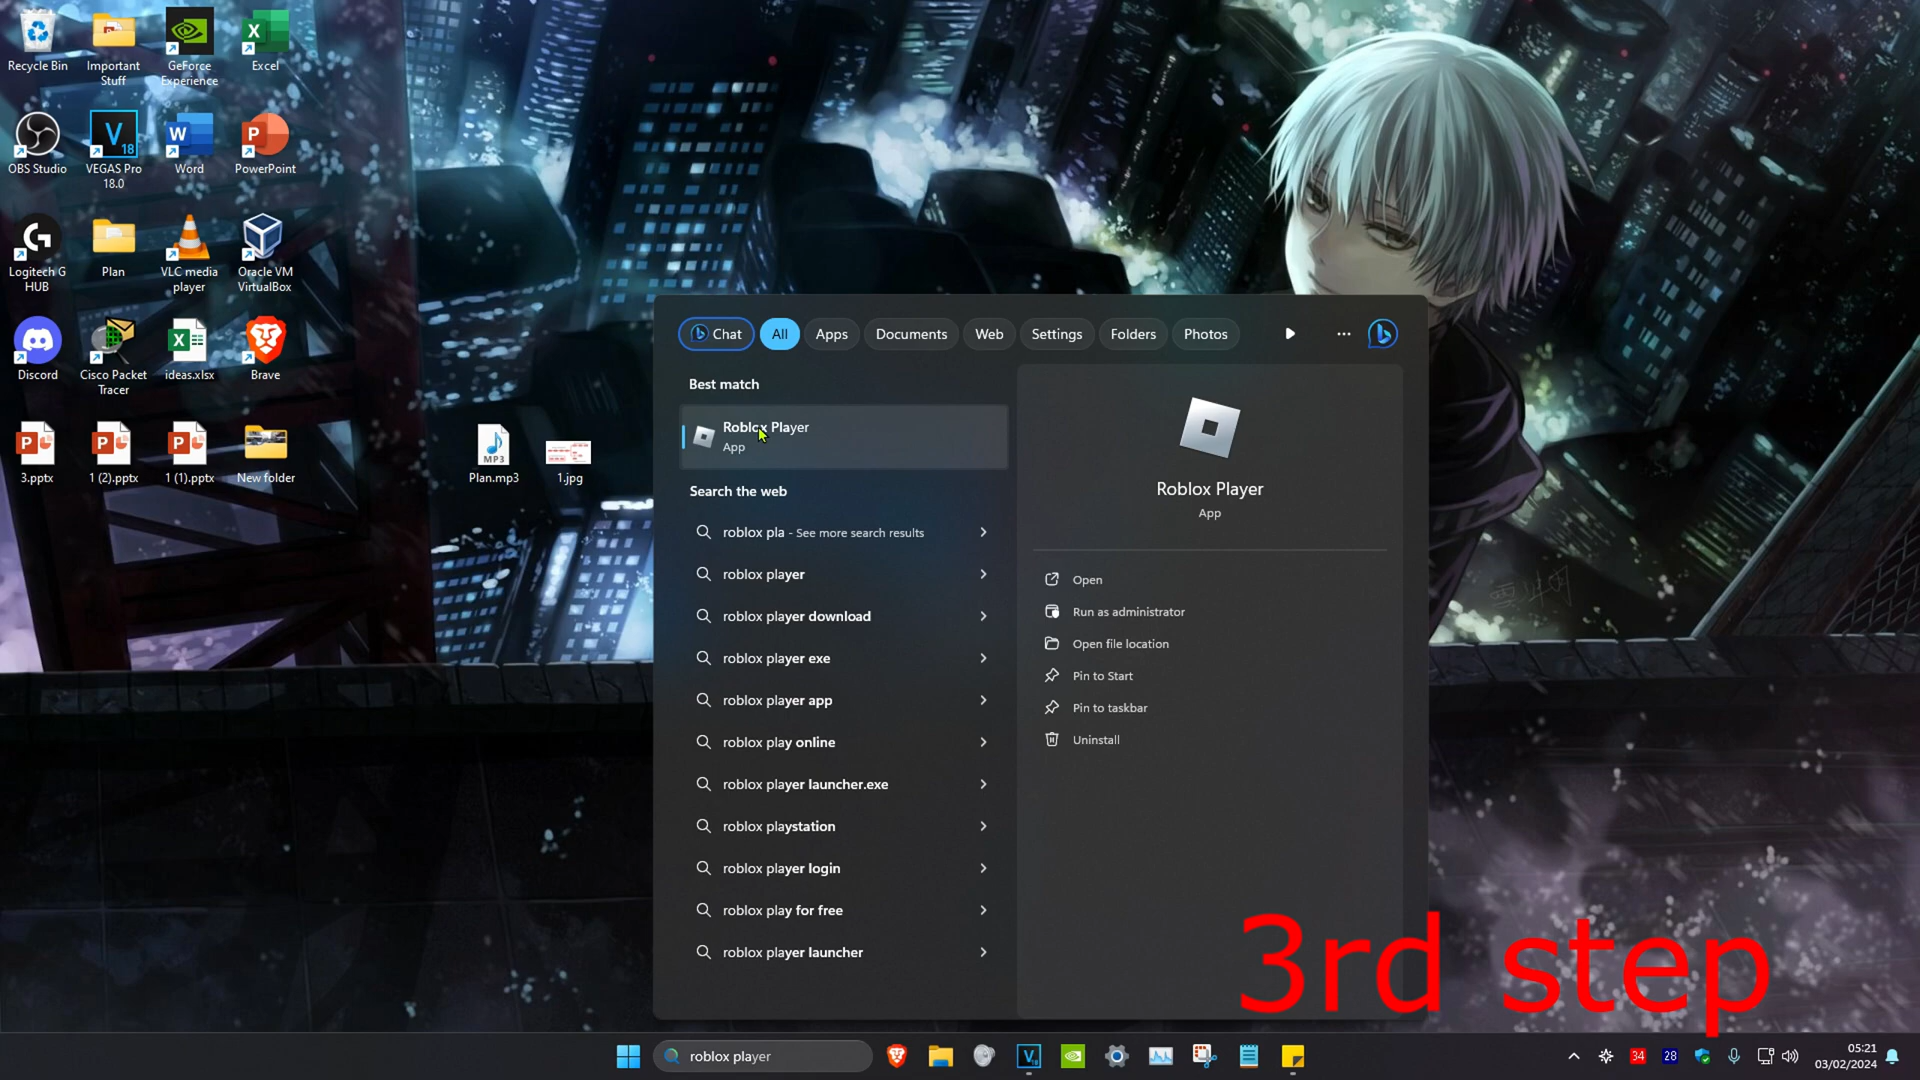 Recycle Bin
Important
Stuff
GeForce
Experience
Excel
OBS Studio
VEGAS Pro
18.0
Word
PowerPoint
Logitech G
HUB
Plan
VLC media
player
Oracle VM
VirtualBox
Discord
Cisco Packet
Tracer
ideas.xlsx
Brave
3.pptx
1 (2).pptx
1 (1).pptx
New folder
MP3
Plan.mp3
1.jpg
Chat
All
Apps
Documents
Web
Settings
Folders
Photos
Best match
Roblox Player
App
Search the web
roblox pla - See more search results
roblox player
roblox player download
roblox player exe
roblox player app
roblox play online
roblox player launcher.exe
roblox playstation
roblox player login
roblox play for free
roblox player launcher
Roblox Player
App
Open
Run as administrator
Open file location
Pin to Start
Pin to taskbar
Uninstall
3rd step
roblox player
34
28
05:21
03/02/2024